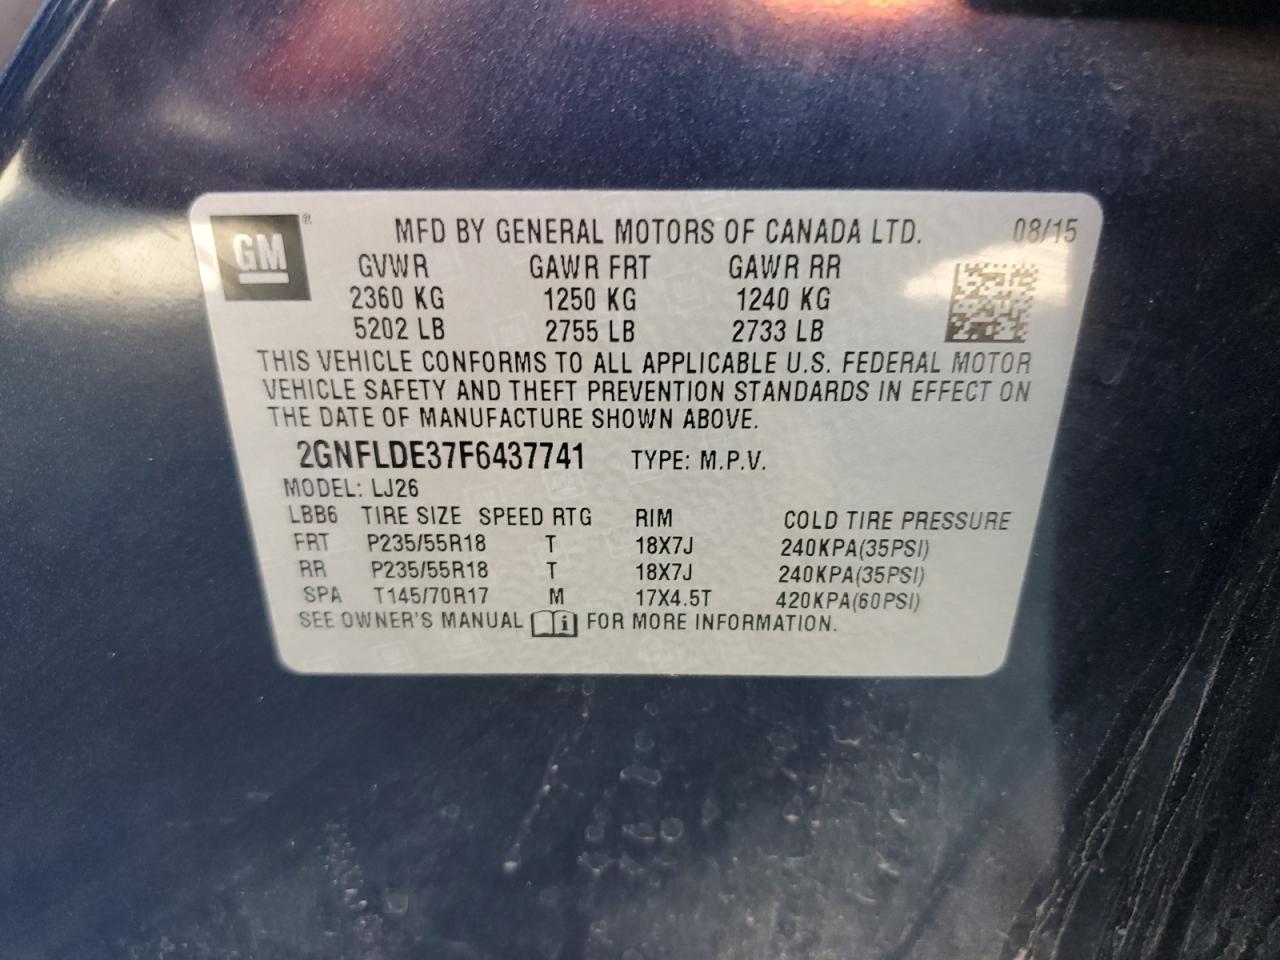 GM ®
MFD BY GENERAL MOTORS OF CANADA LTD. 08/15
GVWR GAWR FRT GAWR RR
2360 KG 1250 KG 1240 KG
5202 LB 2755 LB 2733 LB
THIS VEHICLE CONFORMS TO ALL APPLICABLE U.S. FEDERAL MOTOR
VEHICLE SAFETY AND THEFT PREVENTION STANDARDS IN EFFECT ON
THE DATE OF MANUFACTURE SHOWN ABOVE.
2GNFLDE37F6437741 TYPE: M.P.V.
MODEL: LJ26
LBB6 TIRE SIZE SPEED RTG RIM COLD TIRE PRESSURE
FRT P235/55R18 T 18X7J 240KPA(35PSI)
RR P235/55R18 T 18X7J 240KPA(35PSI)
SPA T145/70R17 M 17X4.5T 420KPA(60PSI)
SEE OWNER'S MANUAL i FOR MORE INFORMATION.